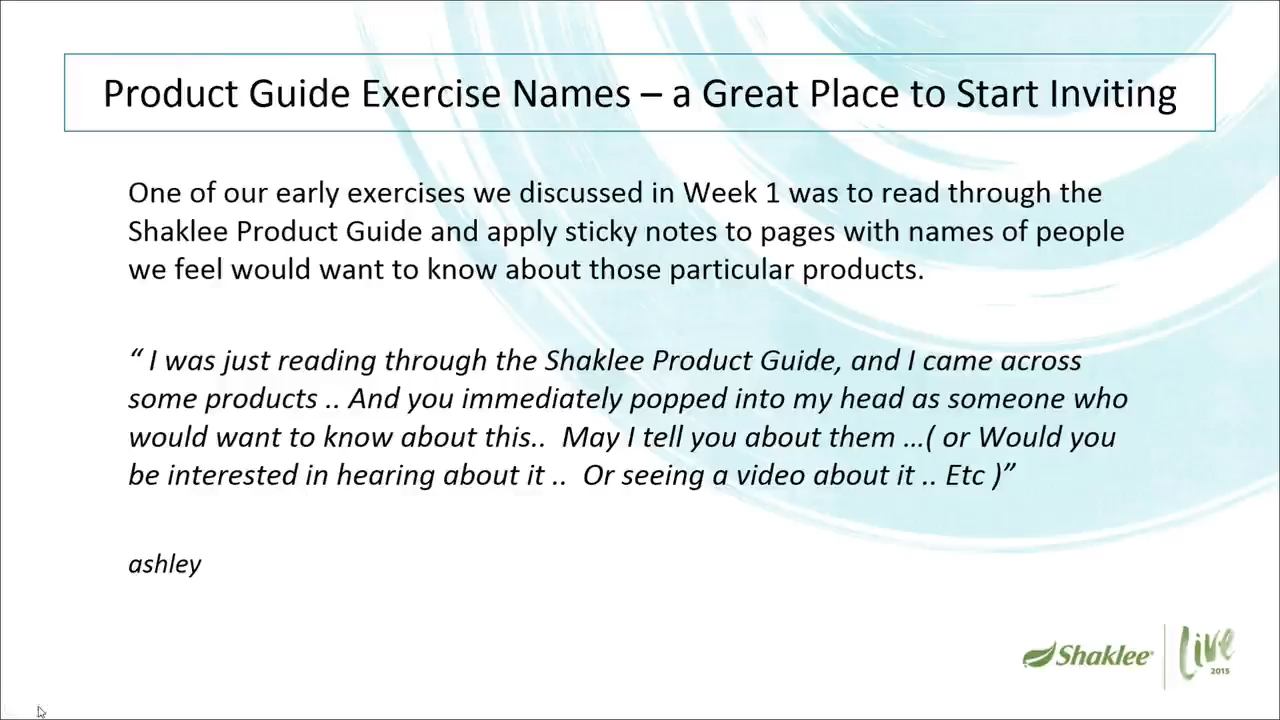 Product Guide Exercise Names – a Great Place to Start Inviting
One of our early exercises we discussed in Week 1 was to read through the
Shaklee Product Guide and apply sticky notes to pages with names of people
we feel would want to know about those particular products.
“ I was just reading through the Shaklee Product Guide, and I came across
some products .. And you immediately popped into my head as someone who
would want to know about this.. May I tell you about them …( or Would you
be interested in hearing about it .. Or seeing a video about it .. Etc )”
ashley
Shaklee
Live
2015